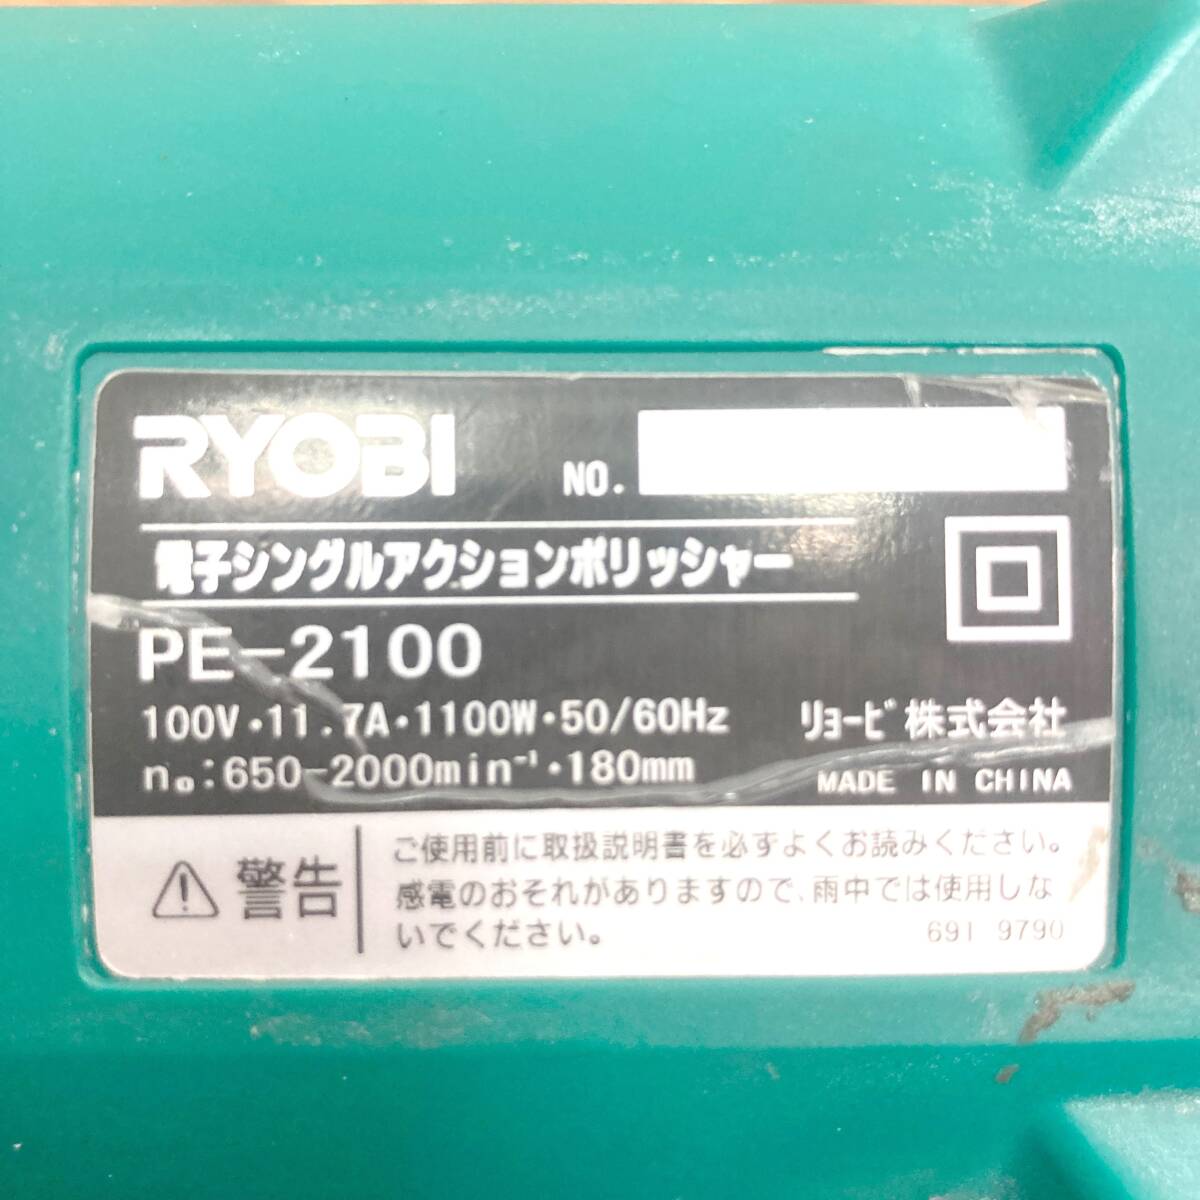 RYOBI
NO.
電子シングルアクションポリッシャー
PE-2100
100V・11.7A・1100W・50/60Hz
n₀:650-2000min⁻¹・180mm
リョービ株式会社
MADE IN CHINA
警告
ご使用前に取扱説明書を必ずよくお読みください。
感電のおそれがありますので、雨中では使用しな
いでください。
691 9790